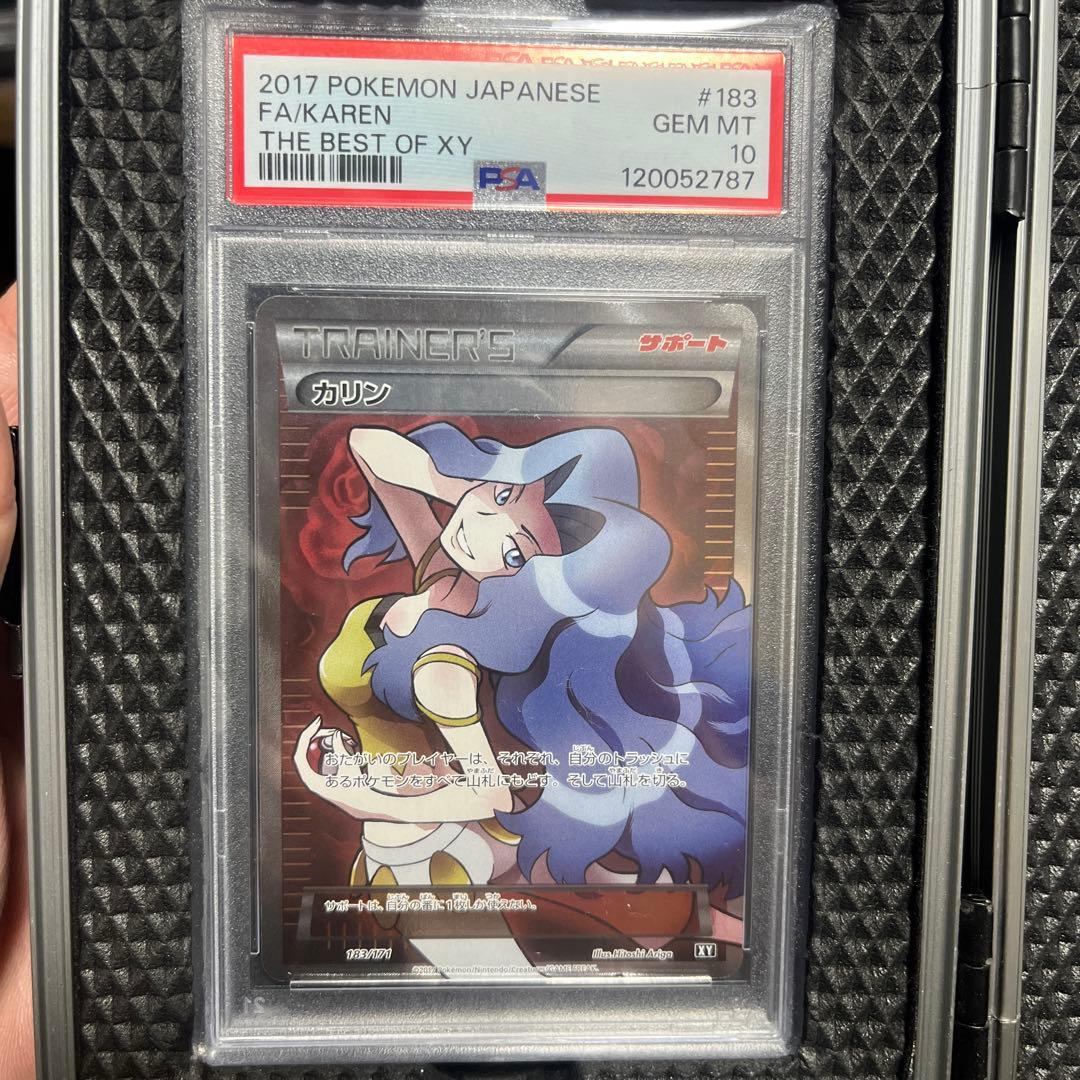 2017 POKEMON JAPANESE #183
FA/KAREN GEM MT
THE BEST OF XY 10
PSA 120052787
TRAINER'S サポート
カリン
おたがいのプレイヤーは、それぞれ、自分のトラッシュに
あるポケモンをすべて山札にもどす。そして山札を切る。
サポートは、自分の番に1枚しか使えない。
183/171 Illus. Hitoshi Ariga XY
Pokémon/Nintendo/Creatures/GAME FREAK.